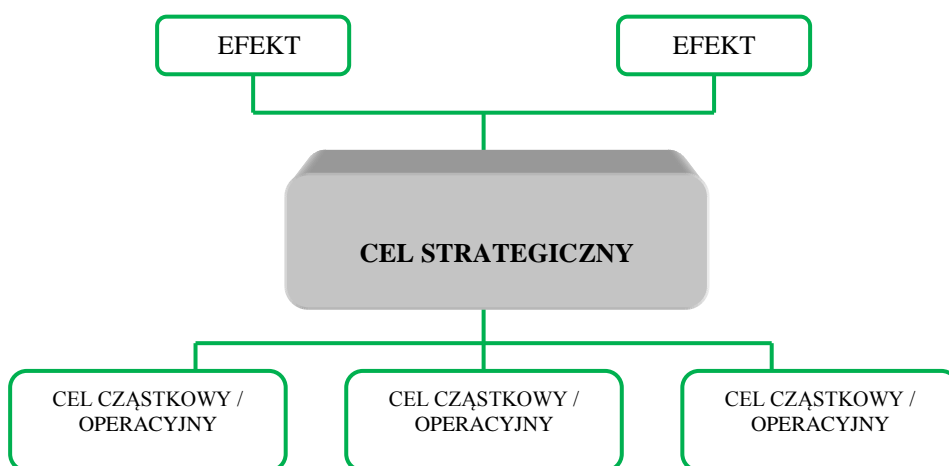 EFEKT
EFEKT
CEL STRATEGICZNY
CEL CZĄSTKOWY /
OPERACYJNY
CEL CZĄSTKOWY /
OPERACYJNY
CEL CZĄSTKOWY /
OPERACYJNY